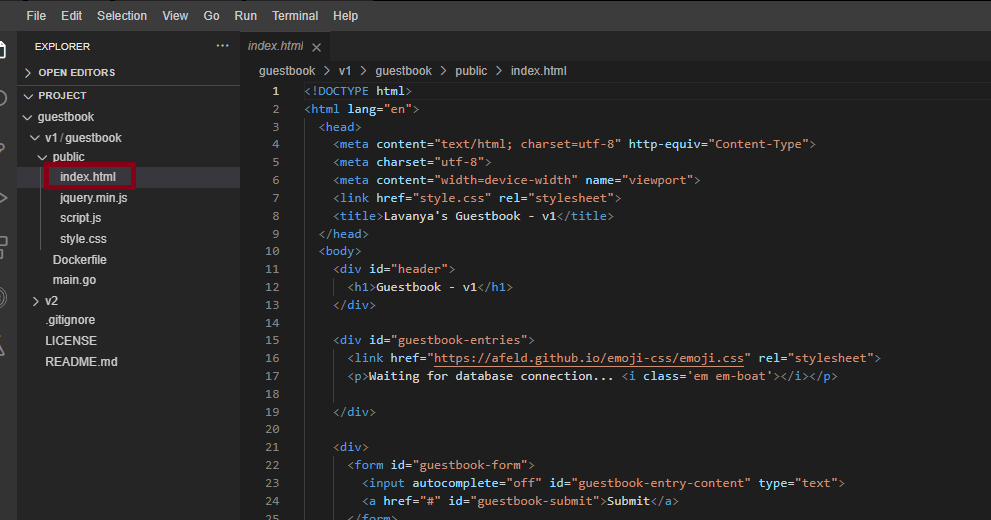 File Edit Selection View Go Run Terminal Help
EXPLORER ···
OPEN EDITORS
PROJECT
guestbook
v1/guestbook
public
index.html
jquery.min.js
script.js
style.css
Dockerfile
main.go
v2
.gitignore
LICENSE
README.md
index.html ×
guestbook > v1 > guestbook > public > index.html
1 <!DOCTYPE html>
2 <html lang="en">
3 <head>
4 <meta content="text/html; charset=utf-8" http-equiv="Content-Type">
5 <meta charset="utf-8">
6 <meta content="width=device-width" name="viewport">
7 <link href="style.css" rel="stylesheet">
8 <title>Lavanya's Guestbook - v1</title>
9 </head>
10 <body>
11 <div id="header">
12 <h1>Guestbook - v1</h1>
13 </div>
14
15 <div id="guestbook-entries">
16 <link href="https://afeld.github.io/emoji-css/emoji.css" rel="stylesheet">
17 <p>Waiting for database connection... <i class='em em-boat'></i></p>
18
19 </div>
20
21 <div>
22 <form id="guestbook-form">
23 <input autocomplete="off" id="guestbook-entry-content" type="text">
24 <a href="#" id="guestbook-submit">Submit</a>
25 </form>